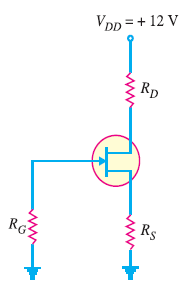 V_DD = + 12 V
R_D
R_G
R_S